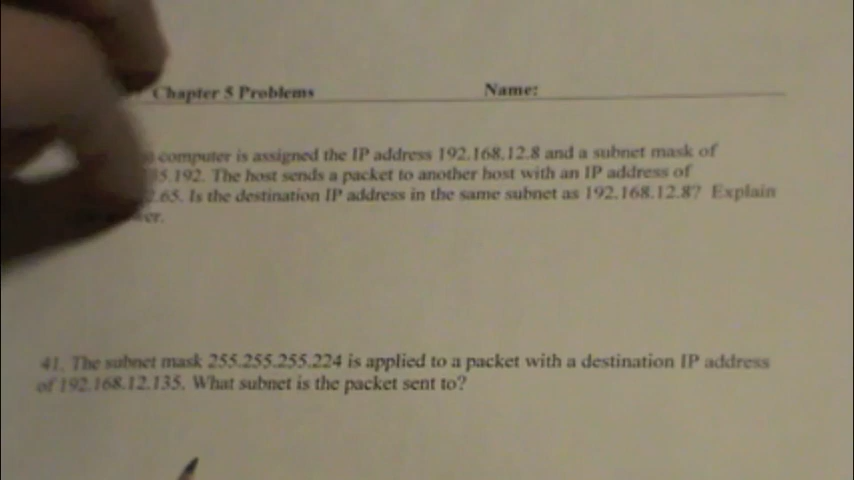 Chapter 5 Problems Name:
computer is assigned the IP address 192.168.12.8 and a subnet mask of
5.192. The host sends a packet to another host with an IP address of
2.65. Is the destination IP address in the same subnet as 192.168.12.8? Explain
er.
41. The subnet mask 255.255.255.224 is applied to a packet with a destination IP address
of 192.168.12.135. What subnet is the packet sent to?